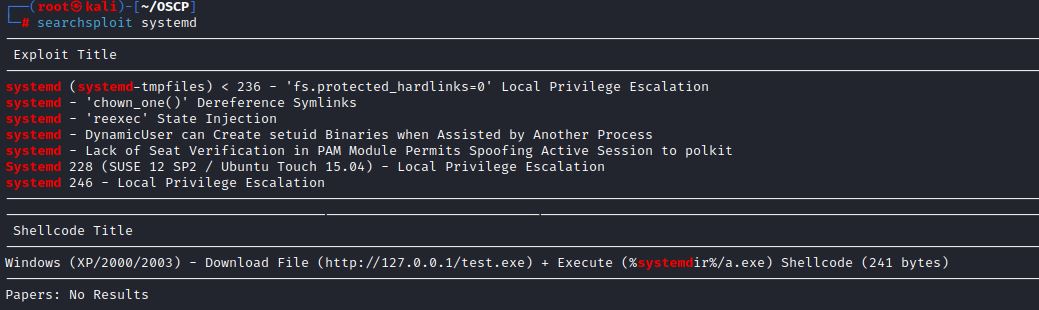 ┌──(root㉿kali)-[~/OSCP]
└─# searchsploit systemd
Exploit Title
systemd (systemd-tmpfiles) < 236 - 'fs.protected_hardlinks=0' Local Privilege Escalation
systemd - 'chown_one()' Dereference Symlinks
systemd - 'reexec' State Injection
systemd - DynamicUser can Create setuid Binaries when Assisted by Another Process
systemd - Lack of Seat Verification in PAM Module Permits Spoofing Active Session to polkit
Systemd 228 (SUSE 12 SP2 / Ubuntu Touch 15.04) - Local Privilege Escalation
systemd 246 - Local Privilege Escalation
Shellcode Title
Windows (XP/2000/2003) - Download File (http://127.0.0.1/test.exe) + Execute (%systemdir%/a.exe) Shellcode (241 bytes)
Papers: No Results